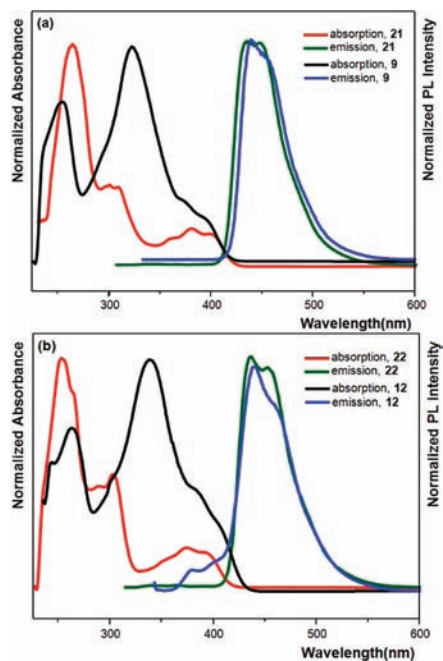 (a)
absorption, 21
emission, 21
absorption, 9
emission, 9
Normalized Absorbance
Normalized PL Intensity
300 400 500 600
Wavelength(nm)
(b)
absorption, 22
emission, 22
absorption, 12
emission, 12
Normalized Absorbance
Normalized PL Intensity
300 400 500 600
Wavelength(nm)